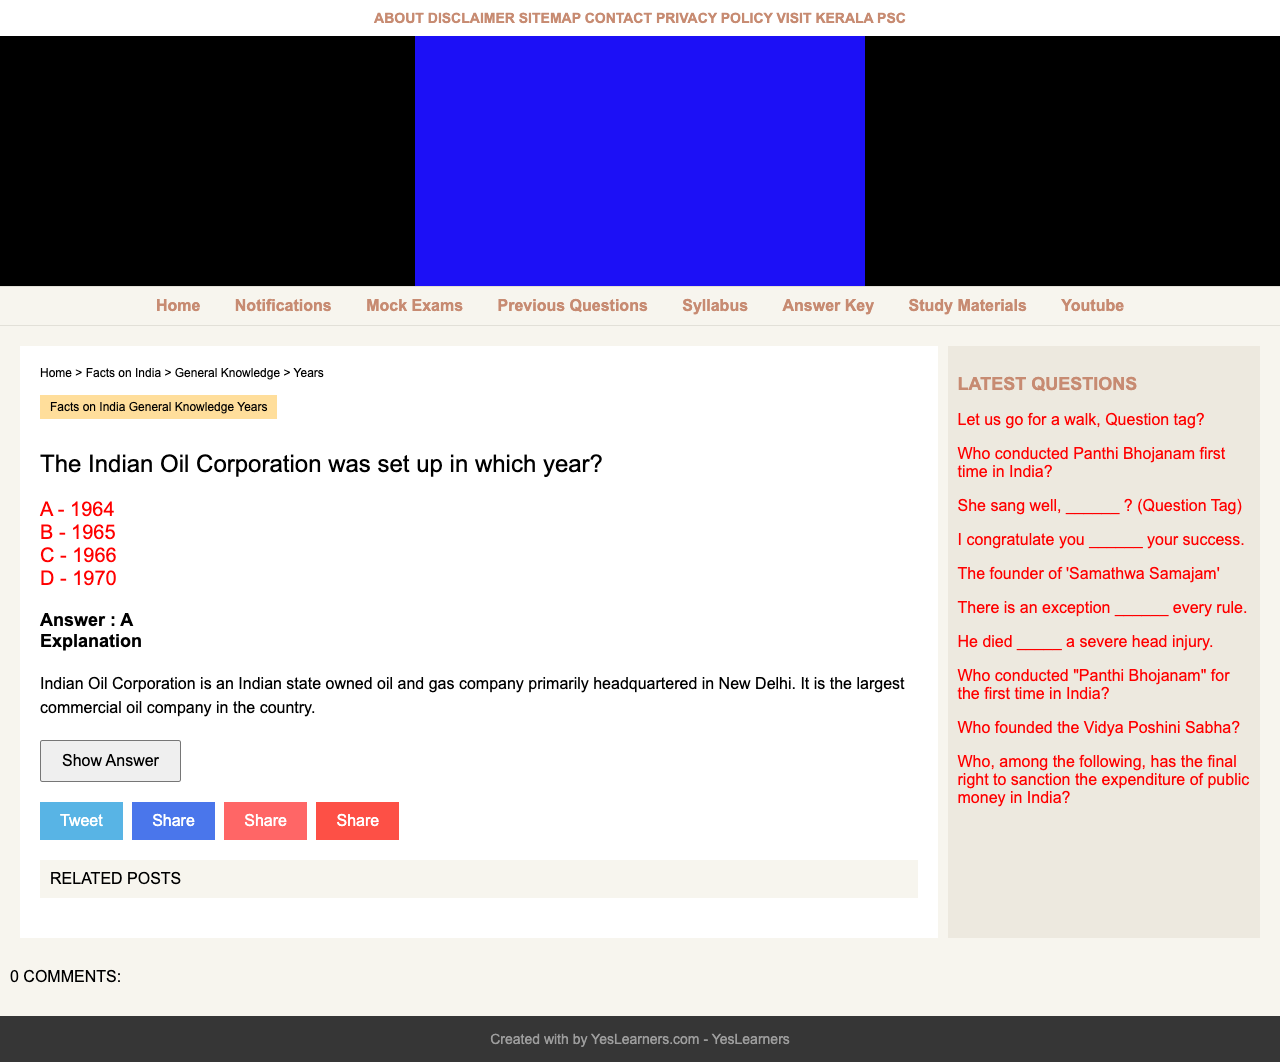 ABOUT DISCLAIMER SITEMAP CONTACT PRIVACY POLICY VISIT KERALA PSC
Home Notifications Mock Exams Previous Questions Syllabus Answer Key Study Materials Youtube
Home > Facts on India > General Knowledge > Years
Facts on India General Knowledge Years
The Indian Oil Corporation was set up in which year?
A - 1964
B - 1965
C - 1966
D - 1970
Answer : A
Explanation
Indian Oil Corporation is an Indian state owned oil and gas company primarily headquartered in New Delhi. It is the largest
commercial oil company in the country.
Show Answer
Tweet Share Share Share
RELATED POSTS
LATEST QUESTIONS
Let us go for a walk, Question tag?
Who conducted Panthi Bhojanam first
time in India?
She sang well, ______ ? (Question Tag)
I congratulate you ______ your success.
The founder of 'Samathwa Samajam'
There is an exception ______ every rule.
He died _____ a severe head injury.
Who conducted "Panthi Bhojanam" for
the first time in India?
Who founded the Vidya Poshini Sabha?
Who, among the following, has the final
right to sanction the expenditure of public
money in India?
0 COMMENTS:
Created with by YesLearners.com - YesLearners